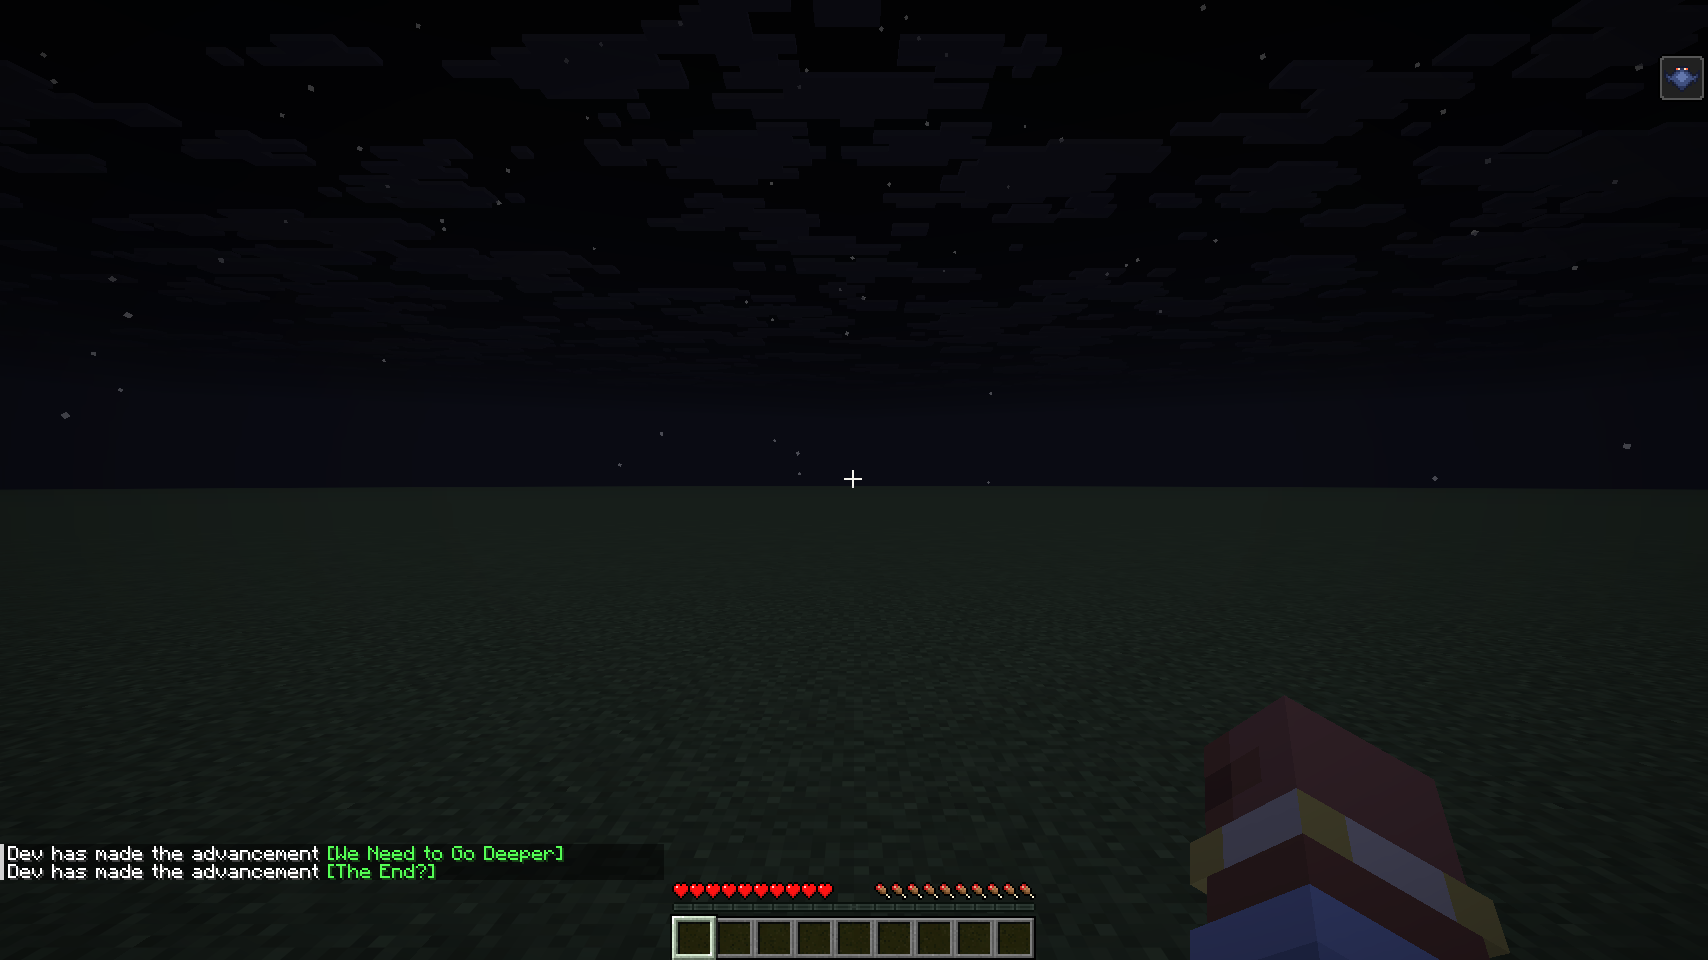 Dev has made the advancement [We Need to Go Deeper]
Dev has made the advancement [The End?]